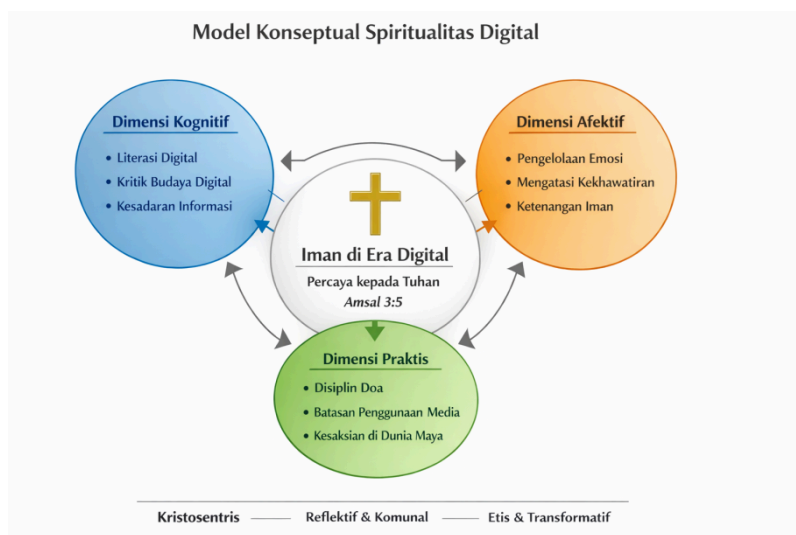 Model Konseptual Spiritualitas Digital
Dimensi Kognitif
• Literasi Digital
• Kritik Budaya Digital
• Kesadaran Informasi
Dimensi Afektif
• Pengelolaan Emosi
• Mengatasi Kekhawatiran
• Ketenangan Iman
Iman di Era Digital
Percaya kepada Tuhan
Amsal 3:5
Dimensi Praktis
• Disiplin Doa
• Batasan Penggunaan Media
• Kesaksian di Dunia Maya
Kristosentris Reflektif & Komunal Etis & Transformatif